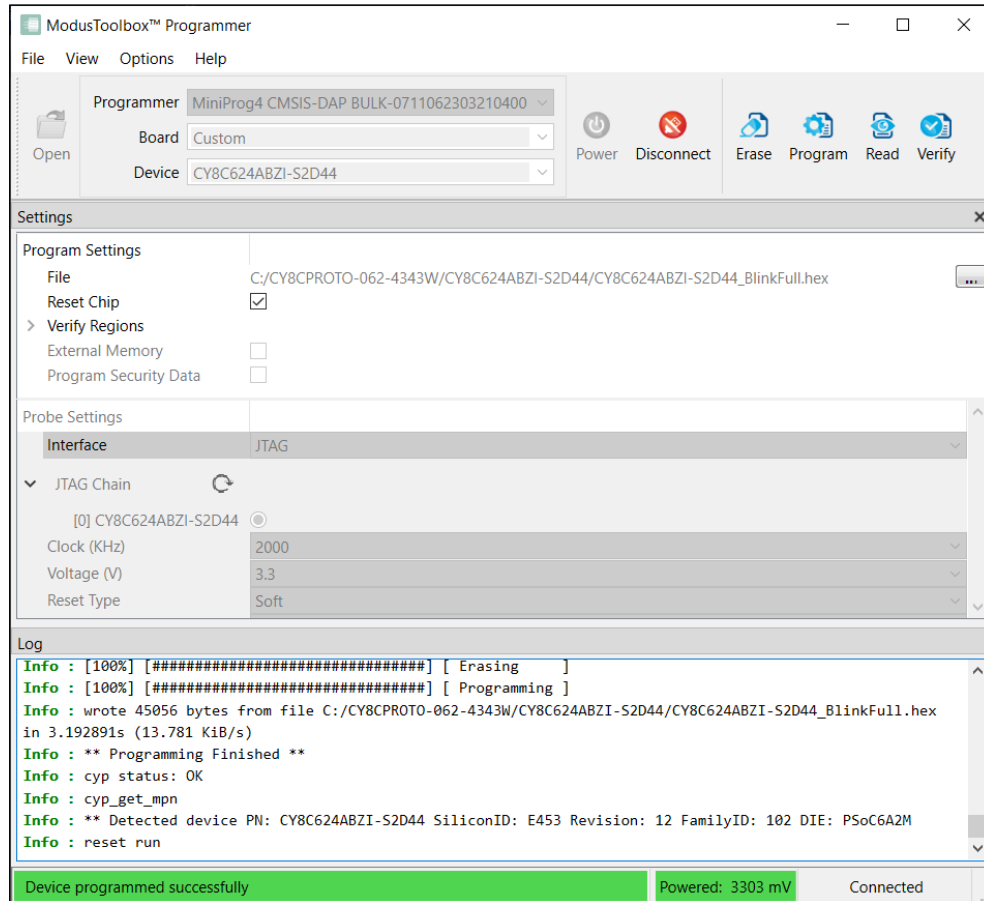 ModusToolbox™ Programmer
File View Options Help
Open
Programmer MiniProg4 CMSIS-DAP BULK-0711062303210400
Board Custom
Device CY8C624ABZI-S2D44
Power Disconnect Erase Program Read Verify
Settings
Program Settings
File C:/CY8CPROTO-062-4343W/CY8C624ABZI-S2D44/CY8C624ABZI-S2D44_BlinkFull.hex ...
Reset Chip
Verify Regions
External Memory
Program Security Data
Probe Settings
Interface JTAG
JTAG Chain
[0] CY8C624ABZI-S2D44
Clock (KHz) 2000
Voltage (V) 3.3
Reset Type Soft
Log
Info : [100%] [################################] [ Erasing     ]
Info : [100%] [################################] [ Programming ]
Info : wrote 45056 bytes from file C:/CY8CPROTO-062-4343W/CY8C624ABZI-S2D44/CY8C624ABZI-S2D44_BlinkFull.hex
in 3.192891s (13.781 KiB/s)
Info : ** Programming Finished **
Info : cyp status: OK
Info : cyp_get_mpn
Info : ** Detected device PN: CY8C624ABZI-S2D44 SiliconID: E453 Revision: 12 FamilyID: 102 DIE: PSoC6A2M
Info : reset run
Device programmed successfully Powered: 3303 mV Connected